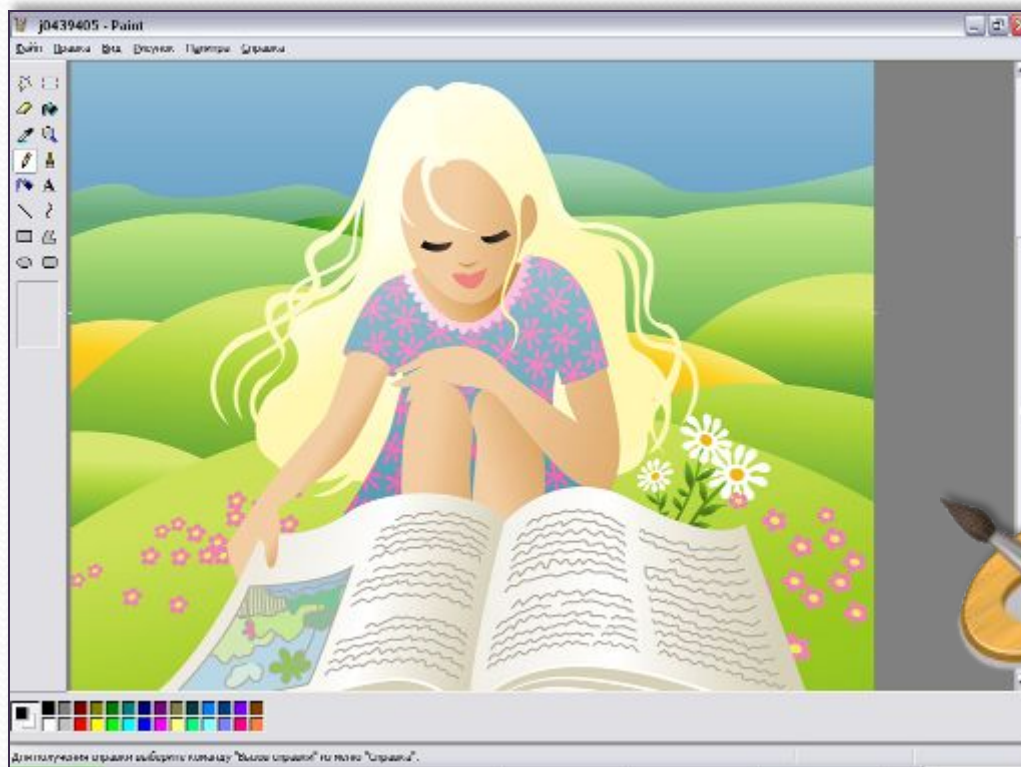 j0439405 - Paint
Файл Правка Вид Рисунок Палитра Справка
A
Для получения справки выберите команду "Вызов справки" из меню "Справка".